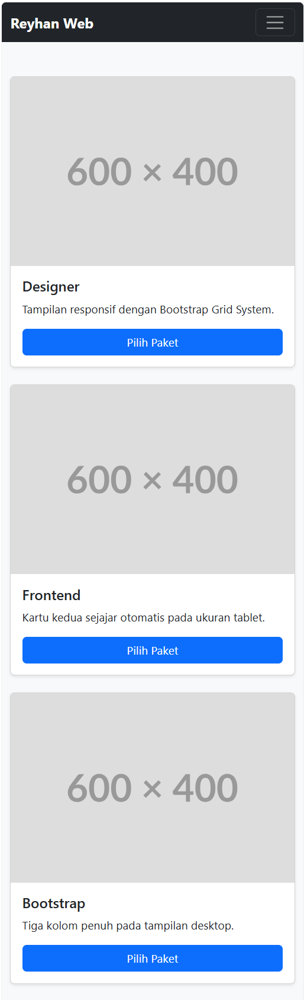 Reyhan Web
600 × 400
Designer
Tampilan responsif dengan Bootstrap Grid System.
Pilih Paket
600 × 400
Frontend
Kartu kedua sejajar otomatis pada ukuran tablet.
Pilih Paket
600 × 400
Bootstrap
Tiga kolom penuh pada tampilan desktop.
Pilih Paket